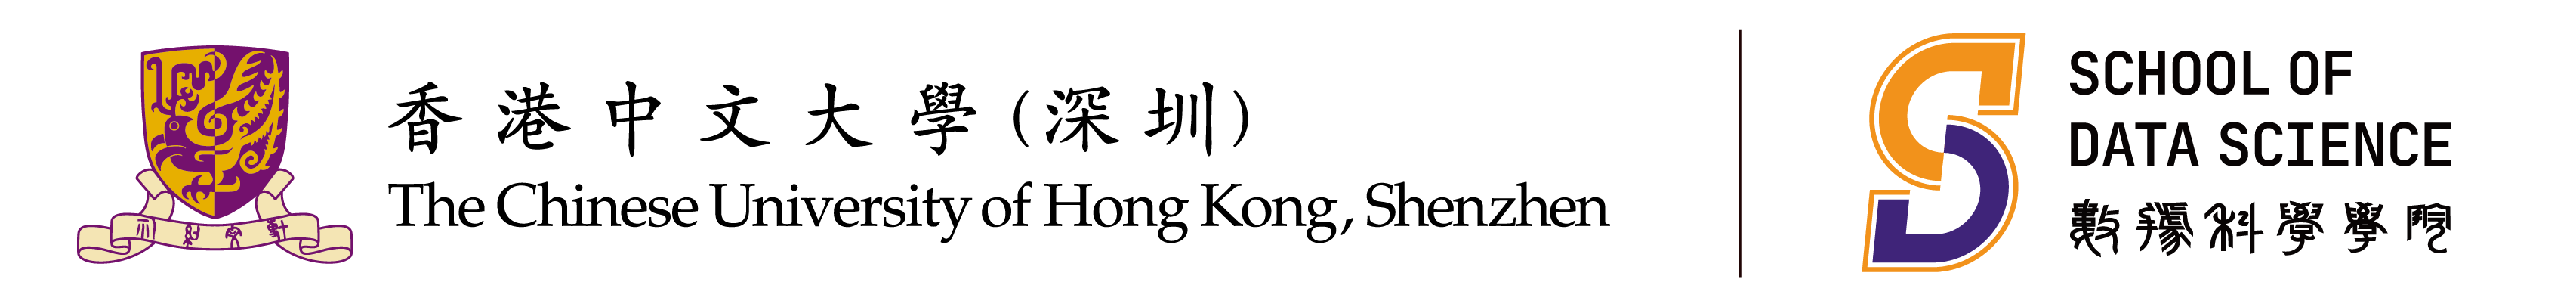 香港中文大學(深圳)
The Chinese University of Hong Kong, Shenzhen
SCHOOL OF
DATA SCIENCE
數據科學學院